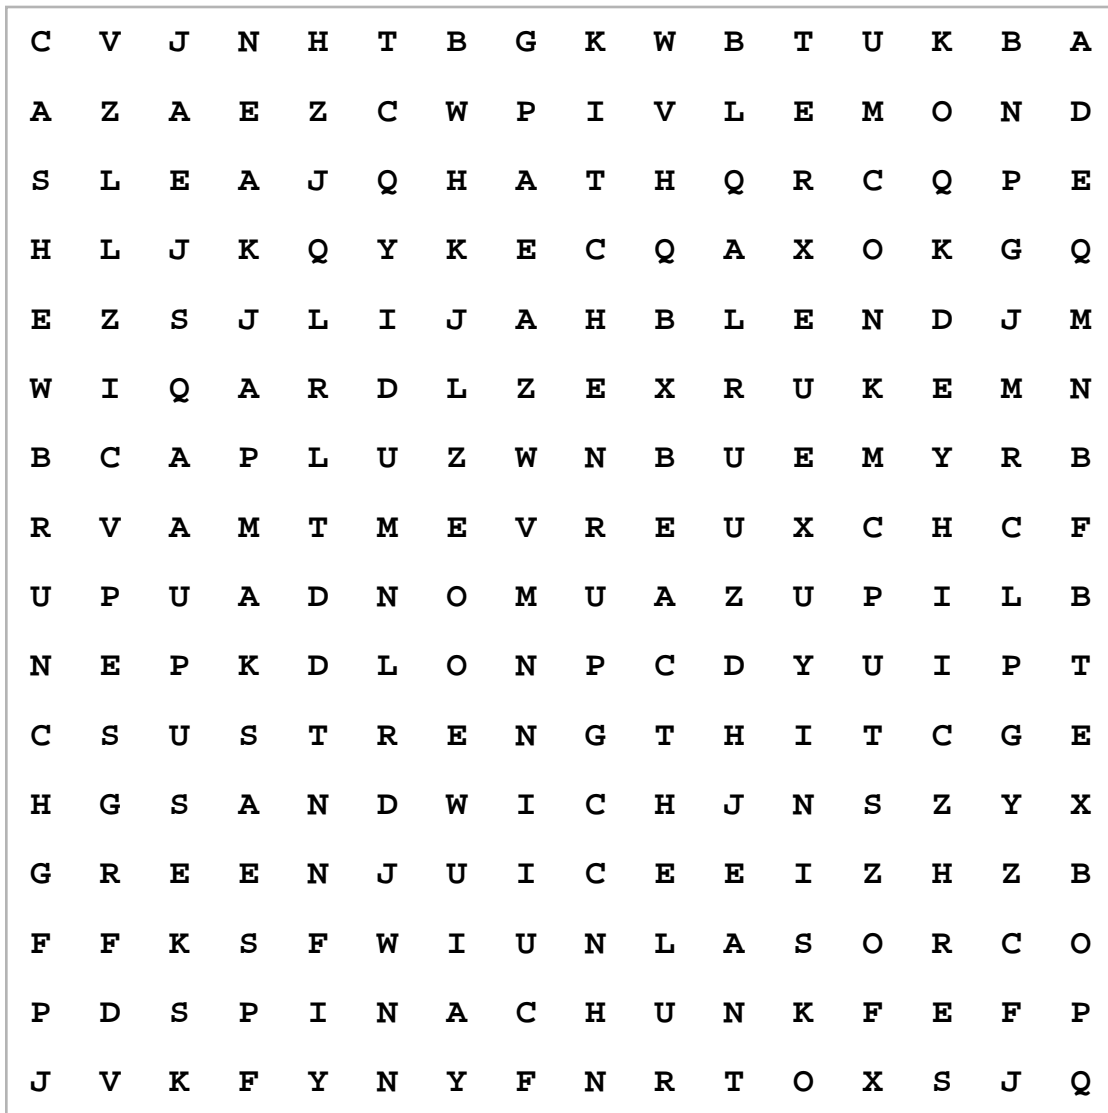 C V J N H T B G K W B T U K B A
A Z A E Z C W P I V L E M O N D
S L E A J Q H A T H Q R C Q P E
H L J K Q Y K E C Q A X O K G Q
E Z S J L I J A H B L E N D J M
W I Q A R D L Z E X R U K E M N
B C A P L U Z W N B U E M Y R B
R V A M T M E V R E U X C H C F
U P U A D N O M U A Z U P I L B
N E P K D L O N P C D Y U I P T
C S U S T R E N G T H I T C G E
H G S A N D W I C H J N S Z Y X
G R E E N J U I C E E I Z H Z B
F F K S F W I U N L A S O R C O
P D S P I N A C H U N K F E F P
J V K F Y N Y F N R T O X S J Q